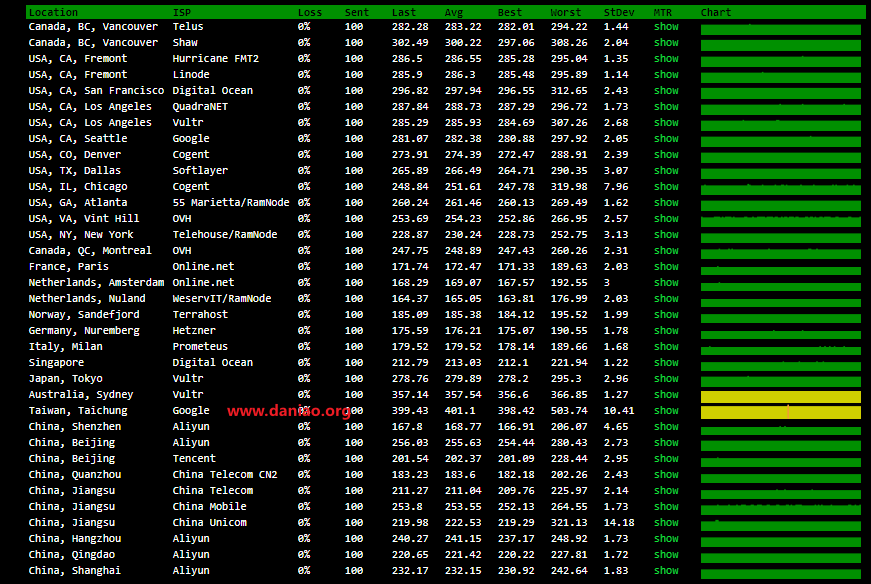 Location ISP Loss Sent Last Avg Best Worst StDev MTR Chart
Canada, BC, Vancouver Telus 0% 100 282.28 283.22 282.01 294.22 1.44 show
Canada, BC, Vancouver Shaw 0% 100 302.49 300.22 297.06 308.26 2.04 show
USA, CA, Fremont Hurricane FMT2 0% 100 286.5 286.55 285.28 295.04 1.35 show
USA, CA, Fremont Linode 0% 100 285.9 286.3 285.48 295.89 1.14 show
USA, CA, San Francisco Digital Ocean 0% 100 296.82 297.94 296.55 312.65 2.43 show
USA, CA, Los Angeles QuadraNET 0% 100 287.84 288.73 287.29 296.72 1.73 show
USA, CA, Los Angeles Vultr 0% 100 285.29 285.93 284.69 307.26 2.68 show
USA, CA, Seattle Google 0% 100 281.07 282.38 280.88 297.92 2.05 show
USA, CO, Denver Cogent 0% 100 273.91 274.39 272.47 288.91 2.39 show
USA, TX, Dallas Softlayer 0% 100 265.89 266.49 264.71 290.35 3.07 show
USA, IL, Chicago Cogent 0% 100 248.84 251.61 247.78 319.98 7.96 show
USA, GA, Atlanta 55 Marietta/RamNode 0% 100 260.24 261.46 260.13 269.49 1.62 show
USA, VA, Vint Hill OVH 0% 100 253.69 254.23 252.86 266.95 2.57 show
USA, NY, New York Telehouse/RamNode 0% 100 228.87 230.24 228.73 252.75 3.13 show
Canada, QC, Montreal OVH 0% 100 247.75 248.89 247.43 260.26 2.31 show
France, Paris Online.net 0% 100 171.74 172.47 171.33 189.63 2.03 show
Netherlands, Amsterdam Online.net 0% 100 168.29 169.07 167.57 192.55 3 show
Netherlands, Nuland WeservIT/RamNode 0% 100 164.37 165.05 163.81 176.99 2.03 show
Norway, Sandefjord Terrahost 0% 100 185.09 185.38 184.12 195.52 1.99 show
Germany, Nuremberg Hetzner 0% 100 175.59 176.21 175.07 190.55 1.78 show
Italy, Milan Prometeus 0% 100 179.52 179.52 178.14 189.66 1.68 show
Singapore Digital Ocean 0% 100 212.79 213.03 212.1 221.94 1.22 show
Japan, Tokyo Vultr 0% 100 278.76 279.89 278.2 295.3 2.96 show
Australia, Sydney Vultr 0% 100 357.14 357.54 356.6 366.85 1.27 show
Taiwan, Taichung Google 0% 100 399.43 401.1 398.42 503.74 10.41 show
China, Shenzhen Aliyun 0% 100 167.8 168.77 166.91 206.07 4.65 show
China, Beijing Aliyun 0% 100 256.03 255.63 254.44 280.43 2.73 show
China, Beijing Tencent 0% 100 201.54 202.37 201.09 228.44 2.95 show
China, Quanzhou China Telecom CN2 0% 100 183.23 183.6 182.18 202.26 2.43 show
China, Jiangsu China Telecom 0% 100 211.27 211.04 209.76 225.97 2.14 show
China, Jiangsu China Mobile 0% 100 253.8 253.55 252.13 264.55 1.73 show
China, Jiangsu China Unicom 0% 100 219.98 222.53 219.29 321.13 14.18 show
China, Hangzhou Aliyun 0% 100 240.27 241.15 237.17 248.92 1.73 show
China, Qingdao Aliyun 0% 100 220.65 221.42 220.22 227.81 1.72 show
China, Shanghai Aliyun 0% 100 232.17 232.15 230.92 242.64 1.83 show